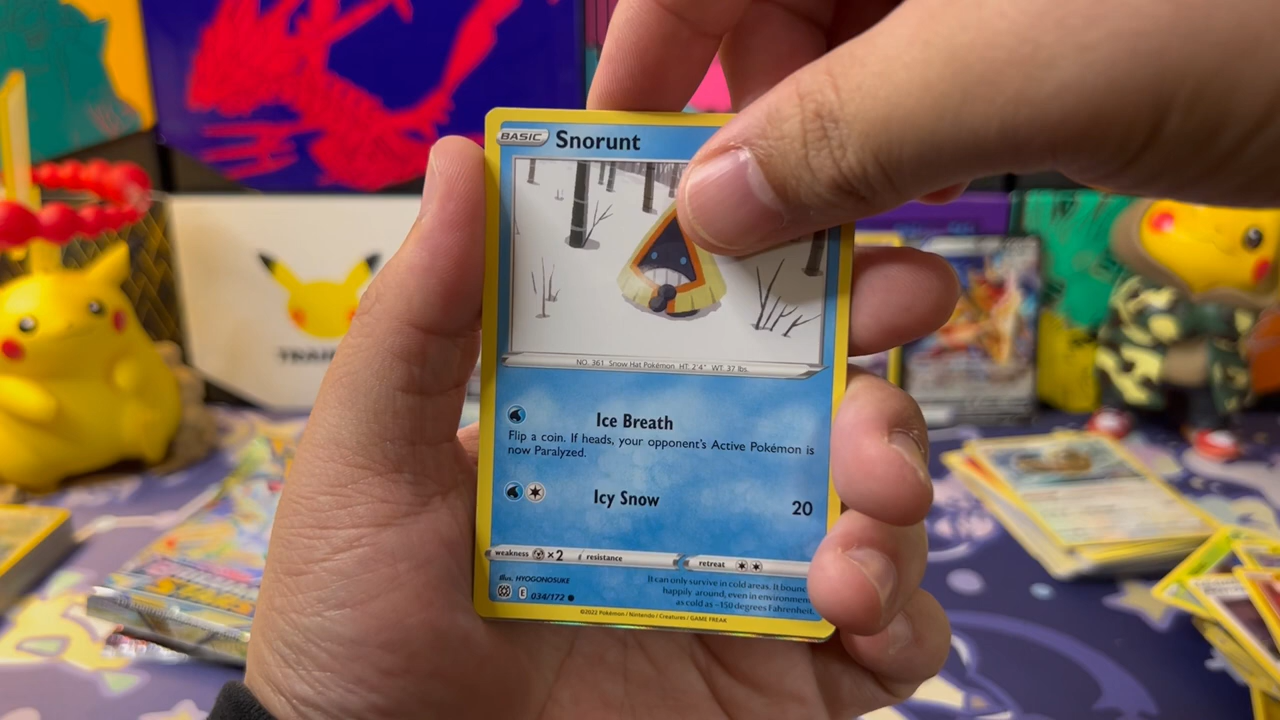 BASIC Snorunt
NO. 361 Snow Hat Pokémon HT. 2'4" WT. 37 lbs.
Ice Breath
Flip a coin. If heads, your opponent's Active Pokémon is
now Paralyzed.
Icy Snow 20
weakness ×2 resistance retreat
Illus. HYOGONOSUKE
E 034/172
It can only survive in cold areas. It bounc
happily around, even in environmen
as cold as −150 degrees Fahrenheit.
©2022 Pokémon / Nintendo / Creatures / GAME FREAK
TRAI